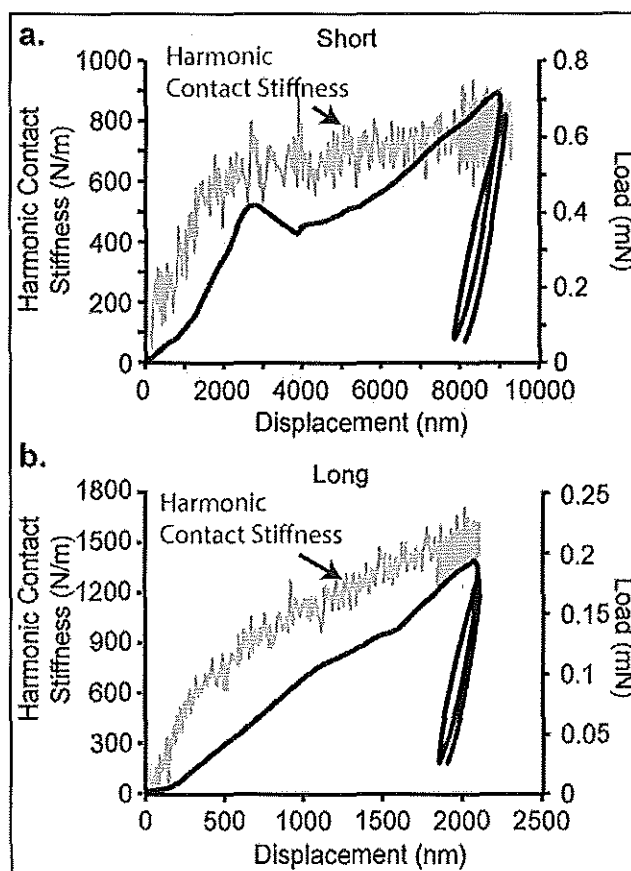 a.
Short
Harmonic
Contact Stiffness
Harmonic Contact
Stiffness (N/m)
1000
800
600
400
200
0
0.8
0.6
0.4
0.2
0
Load (mN)
0 2000 4000 6000 8000 10000
Displacement (nm)
b.
Long
Harmonic
Contact Stiffness
Harmonic Contact
Stiffness (N/m)
1800
1500
1200
900
600
300
0
0.25
0.2
0.15
0.1
0.05
0
Load (mN)
0 500 1000 1500 2000 2500
Displacement (nm)